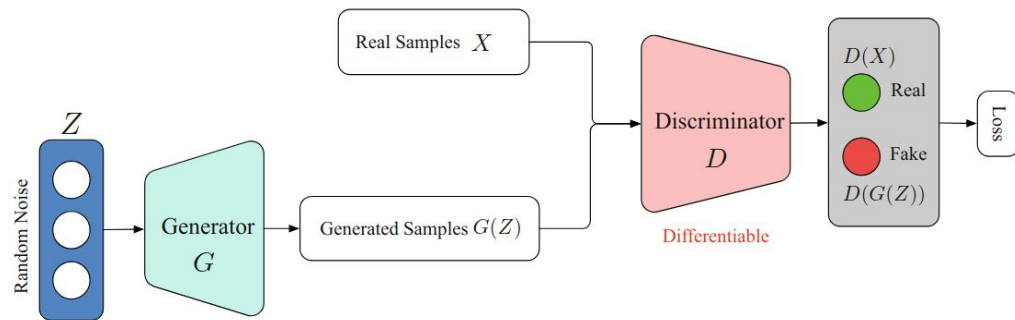 Real Samples X
D(X)
Real
Fake
D(G(Z))
Loss
Discriminator
D
Differentiable
Z
Random Noise
Generator
G
Generated Samples G(Z)